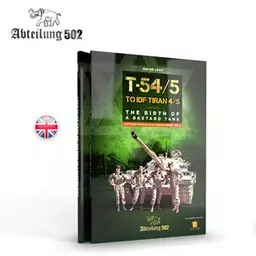 Abteilung 502
T-54/5
TO IDF TIRAN 4/5
THE BIRTH OF
A BASTARD TANK
Abteilung 502